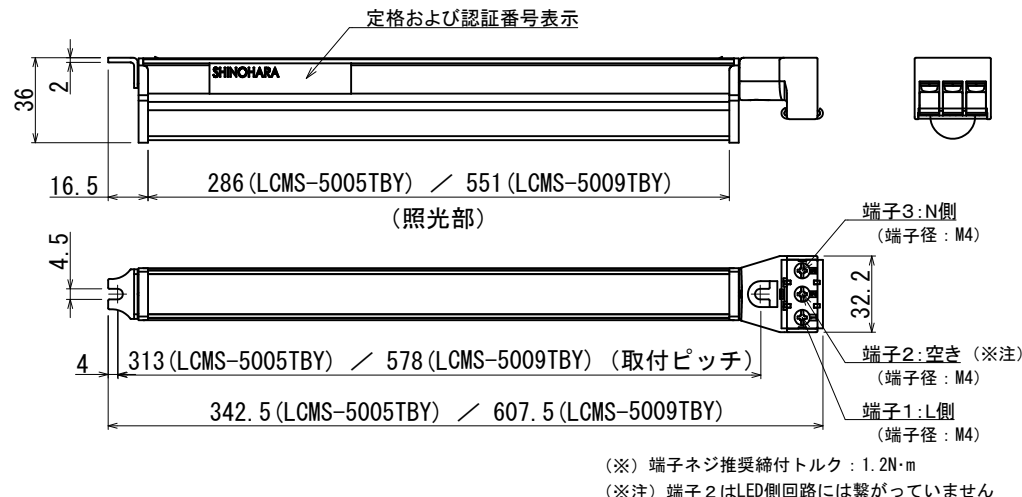 定格および認証番号表示
SHINOHARA
36
2
16.5
286(LCMS-5005TBY) ／ 551(LCMS-5009TBY)
(照光部)
端子3:N側
(端子径：M4)
4.5
32.2
4
313(LCMS-5005TBY) ／ 578(LCMS-5009TBY) (取付ピッチ)
端子2:空き (※注)
(端子径：M4)
342.5(LCMS-5005TBY) ／ 607.5(LCMS-5009TBY)
端子1:L側
(端子径：M4)
(※) 端子ネジ推奨締付トルク：1.2N·m
(※注) 端子２はLED側回路には繋がっていません